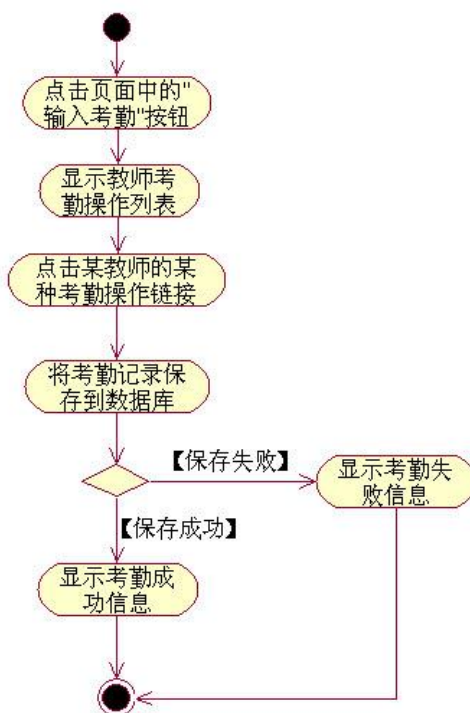 点击页面中的"
输入考勤"按钮
显示教师考
勤操作列表
点击某教师的某
种考勤操作链接
将考勤记录保
存到数据库
【保存失败】
显示考勤失
败信息
【保存成功】
显示考勤成
功信息